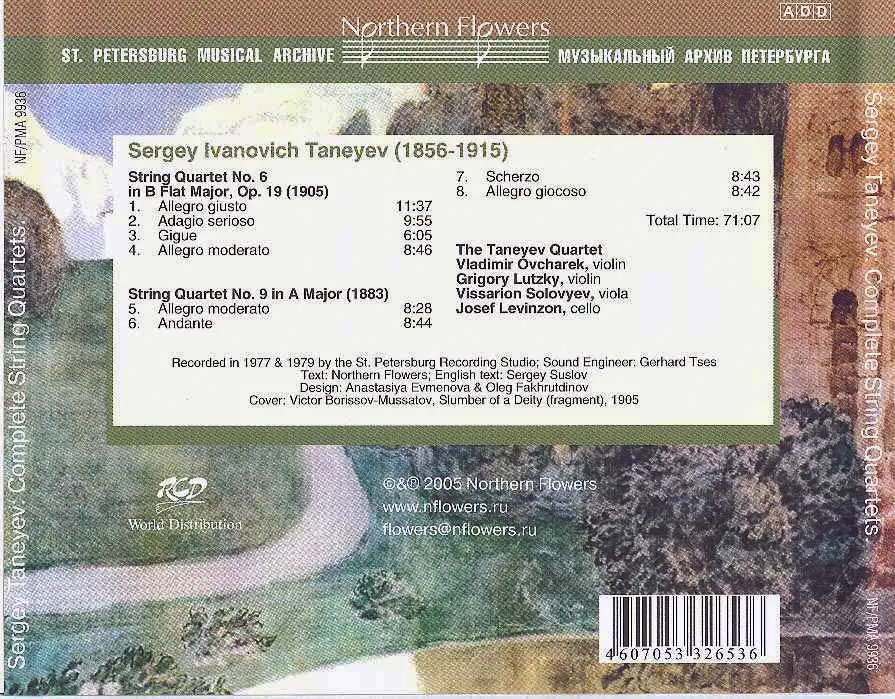 ADD
Northern Flowers
ST. PETERSBURG MUSICAL ARCHIVE
МУЗЫКАЛЬНЫЙ АРХИВ ПЕТЕРБУРГА
NF/PMA 9936
Sergey Taneyev. Complete String Quartets.
Sergey Ivanovich Taneyev (1856-1915)
String Quartet No. 6
in B Flat Major, Op. 19 (1905)
1. Allegro giusto 11:37
2. Adagio serioso 9:55
3. Gigue 6:05
4. Allegro moderato 8:46
String Quartet No. 9 in A Major (1883)
5. Allegro moderato 8:28
6. Andante 8:44
7. Scherzo 8:43
8. Allegro giocoso 8:42
Total Time: 71:07
The Taneyev Quartet
Vladimir Ovcharek, violin
Grigory Lutzky, violin
Vissarion Solovyev, viola
Josef Levinzon, cello
Recorded in 1977 & 1979 by the St. Petersburg Recording Studio; Sound Engineer: Gerhard Tses
Text: Northern Flowers; English text: Sergey Suslov
Design: Anastasiya Evmenova & Oleg Fakhrutdinov
Cover: Victor Borissov-Mussatov, Slumber of a Deity (fragment), 1905
RCD
World Distribution
©&℗ 2005 Northern Flowers
www.nflowers.ru
flowers@nflowers.ru
4 607053 326536
Sergey Taneyev. Complete String Quartets
NF/PMA 9936